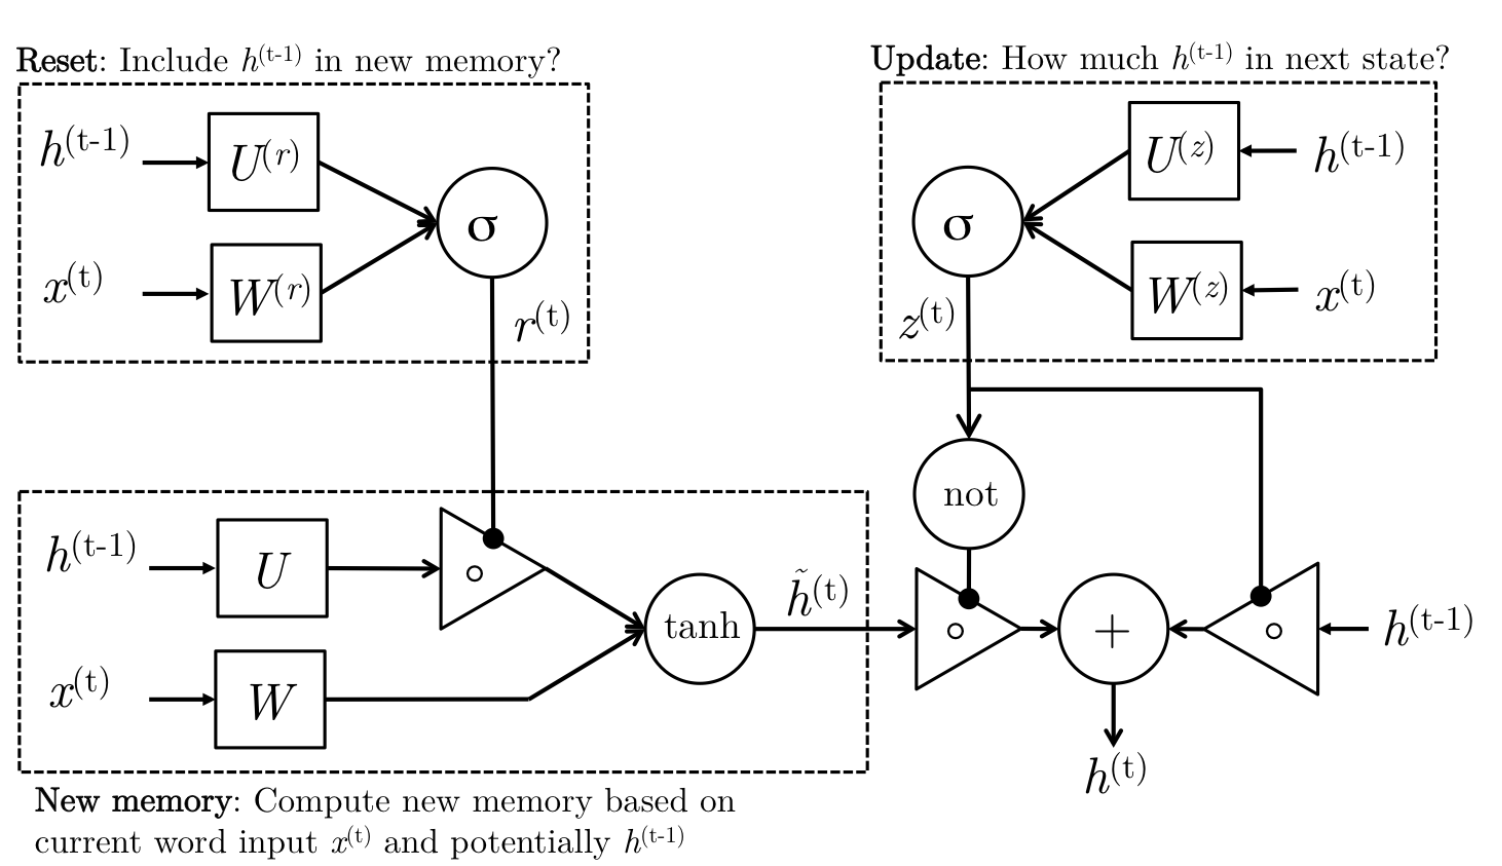 Reset: Include h^(t-1) in new memory?
Update: How much h^(t-1) in next state?
h^(t-1)
U^(r)
x^(t)
W^(r)
σ
r^(t)
σ
U^(z)
h^(t-1)
W^(z)
x^(t)
z^(t)
not
h^(t-1)
U
∘
x^(t)
W
tanh
h̃^(t)
∘
+
∘
h^(t-1)
h^(t)
New memory: Compute new memory based on
current word input x^(t) and potentially h^(t-1)